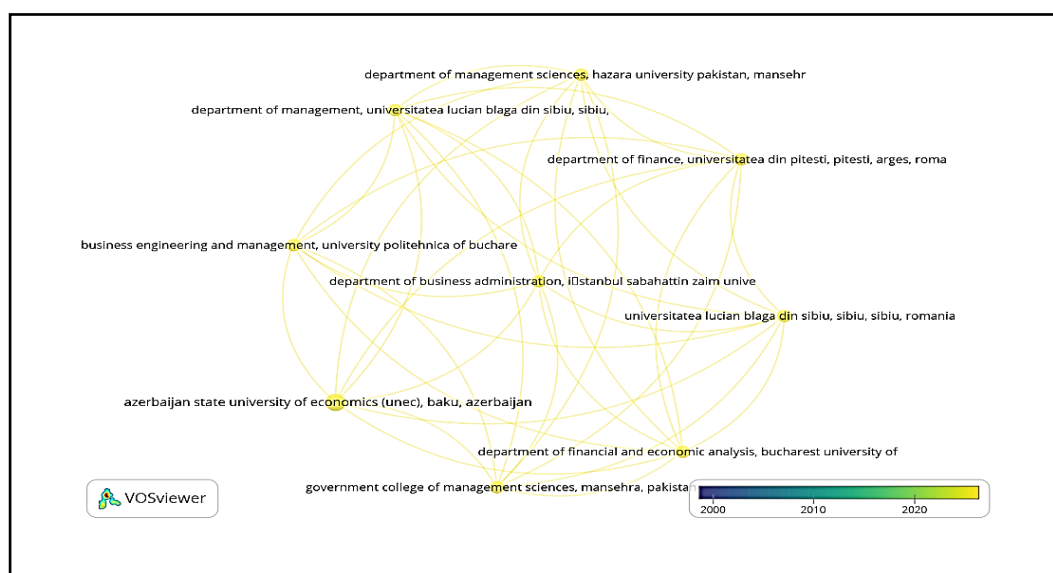 department of management sciences, hazara university pakistan, mansehr
department of management, universitatea lucian blaga din sibiu, sibiu,
department of finance, universitatea din pitesti, pitesti, arges, roma
business engineering and management, university politehnica of buchare
department of business administration, i□stanbul sabahattin zaim unive
universitatea lucian blaga din sibiu, sibiu, sibiu, romania
azerbaijan state university of economics (unec), baku, azerbaijan
department of financial and economic analysis, bucharest university of
government college of management sciences, mansehra, pakistan
VOSviewer
2000 2010 2020